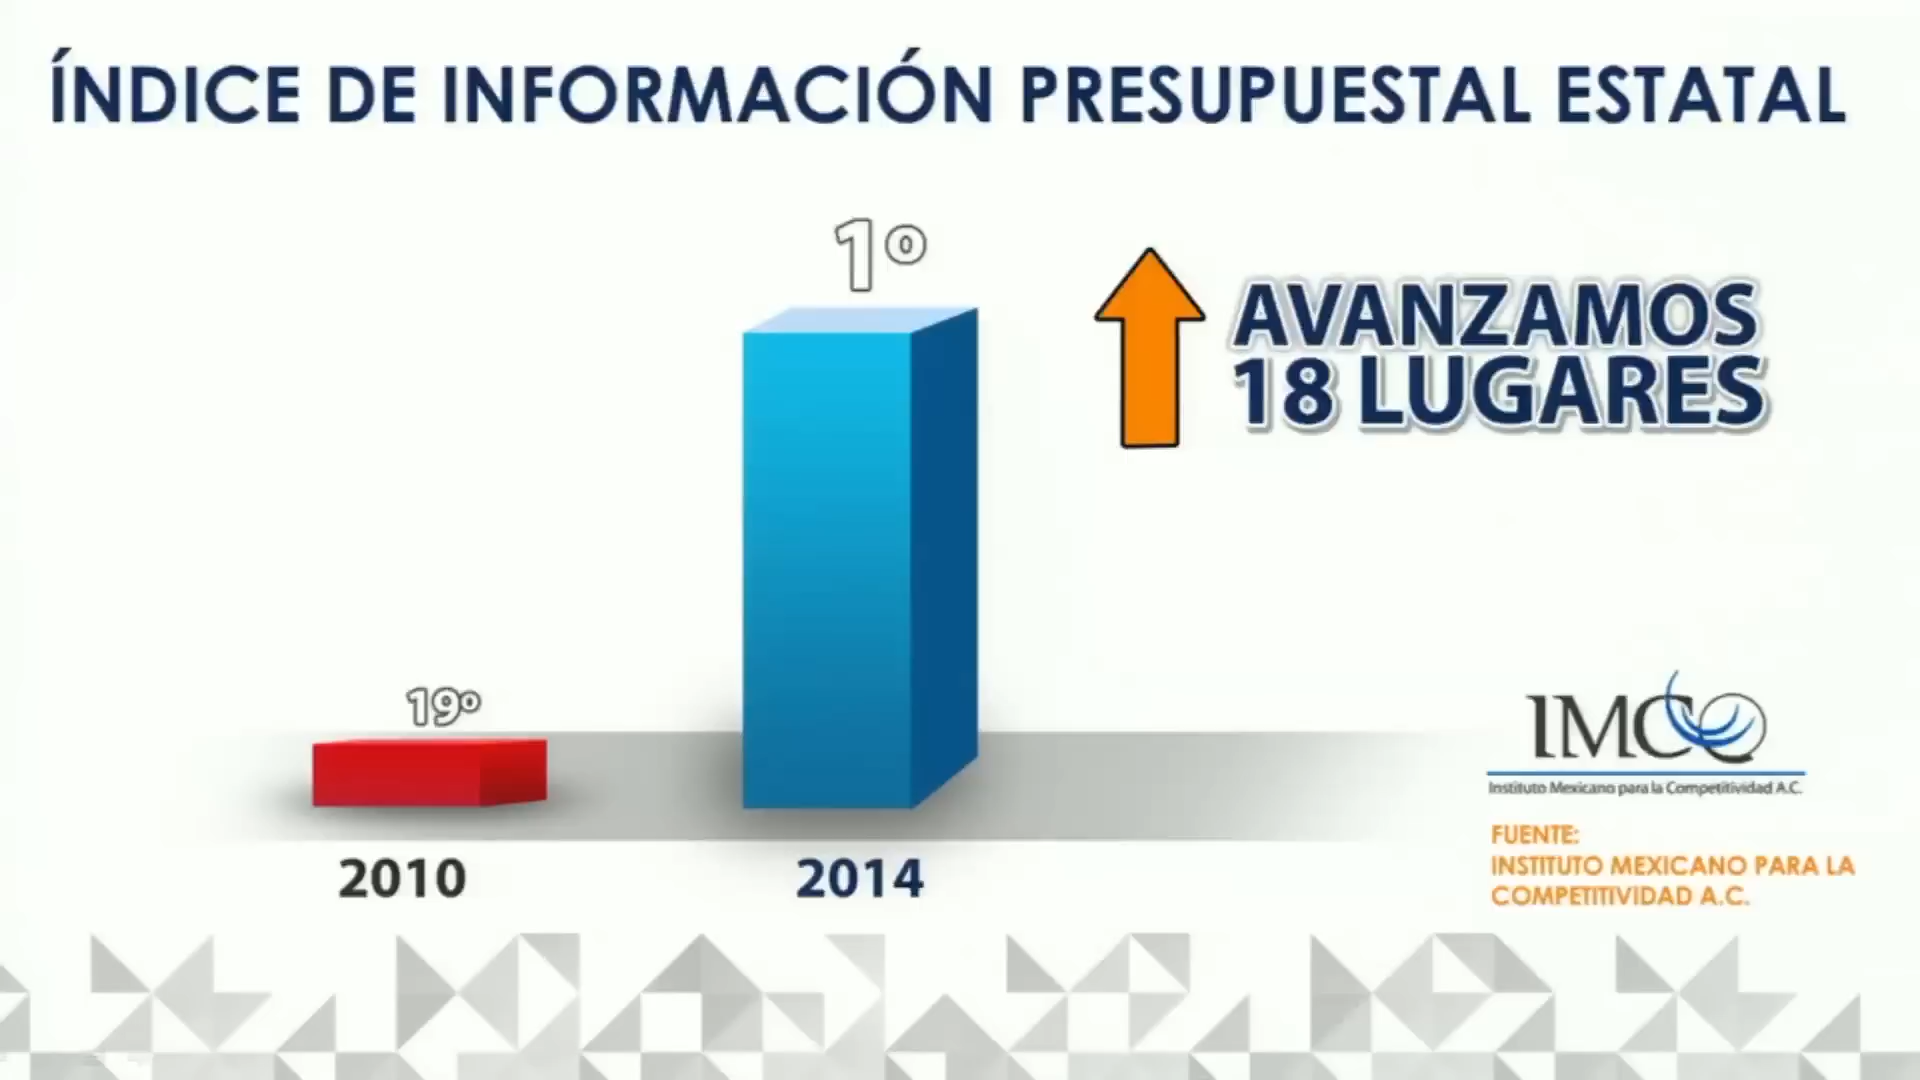 ÍNDICE DE INFORMACIÓN PRESUPUESTAL ESTATAL
1º
AVANZAMOS
18 LUGARES
19º
2010
2014
IMCO
Instituto Mexicano para la Competitividad A.C.
FUENTE:
INSTITUTO MEXICANO PARA LA
COMPETITIVIDAD A.C.